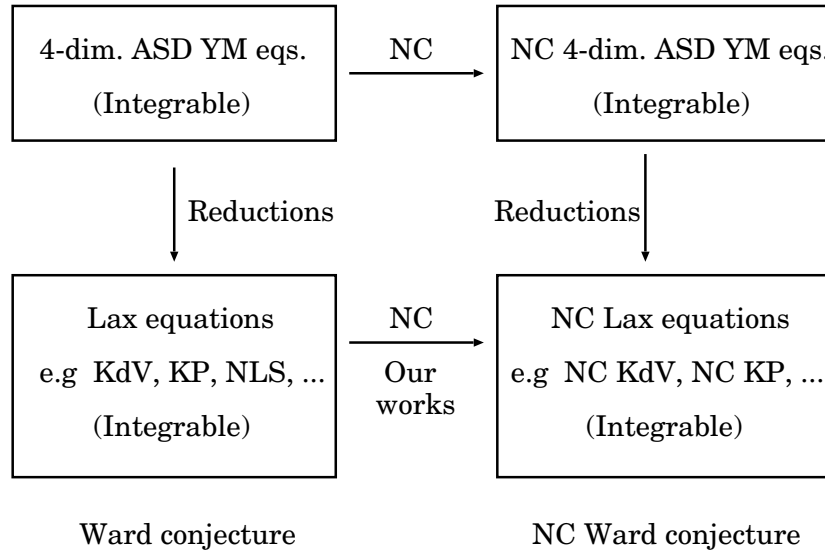 4-dim. ASD YM eqs.
(Integrable)
NC
NC 4-dim. ASD YM eqs.
(Integrable)
Reductions
Reductions
Lax equations
e.g KdV, KP, NLS, ...
(Integrable)
NC
Our
works
NC Lax equations
e.g NC KdV, NC KP, ...
(Integrable)
Ward conjecture
NC Ward conjecture